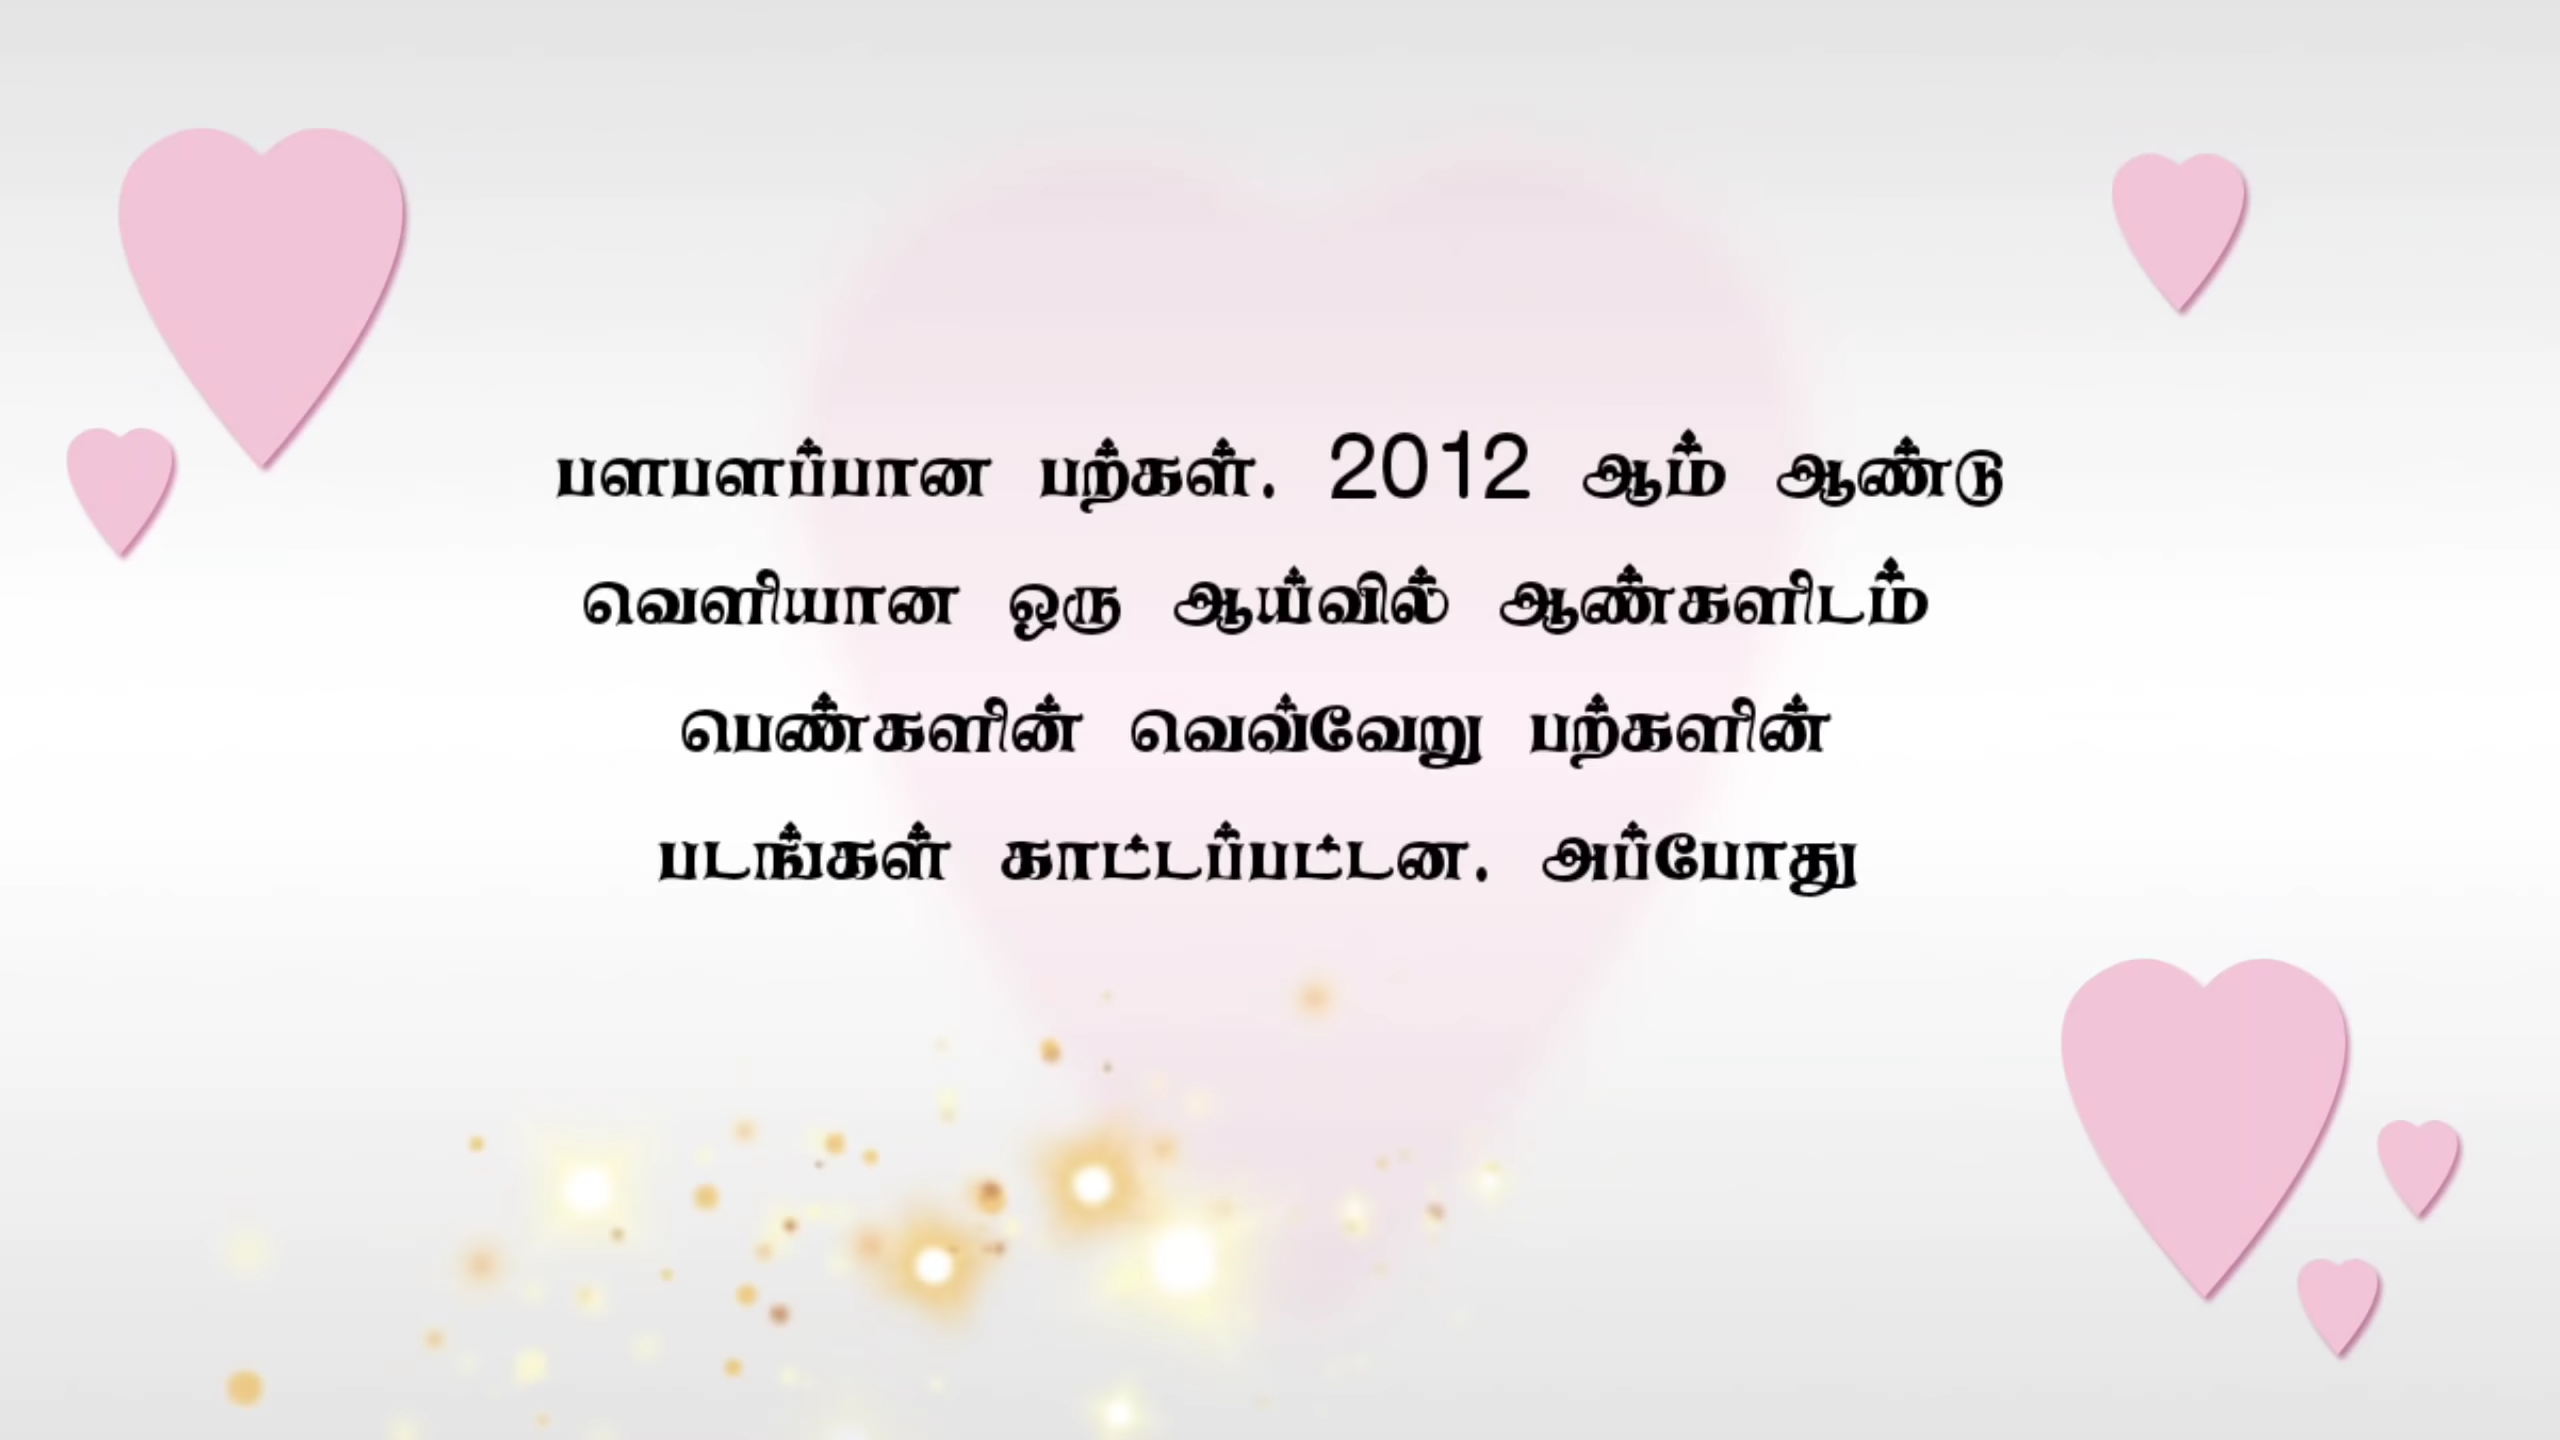 பளபளப்பான பற்கள். 2012 ஆம் ஆண்டு
வெளியான ஒரு ஆய்வில் ஆண்களிடம்
பெண்களின் வெவ்வேறு பற்களின்
படங்கள் காட்டப்பட்டன. அப்போது